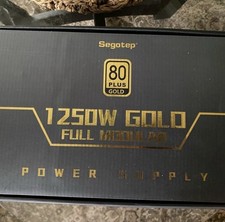 Segotep®
80
PLUS
GOLD
1250W GOLD
FULL MODULAR
POWER SUPPLY